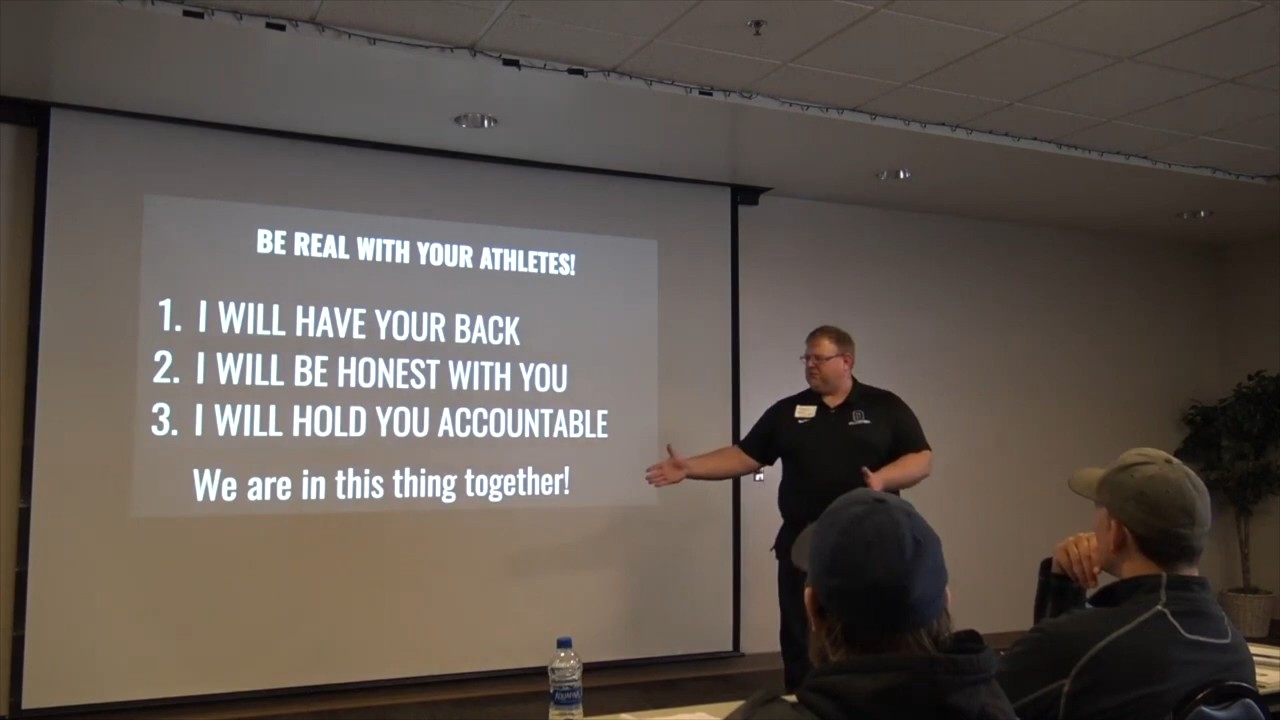 BE REAL WITH YOUR ATHLETES!
1. I WILL HAVE YOUR BACK
2. I WILL BE HONEST WITH YOU
3. I WILL HOLD YOU ACCOUNTABLE
We are in this thing together!